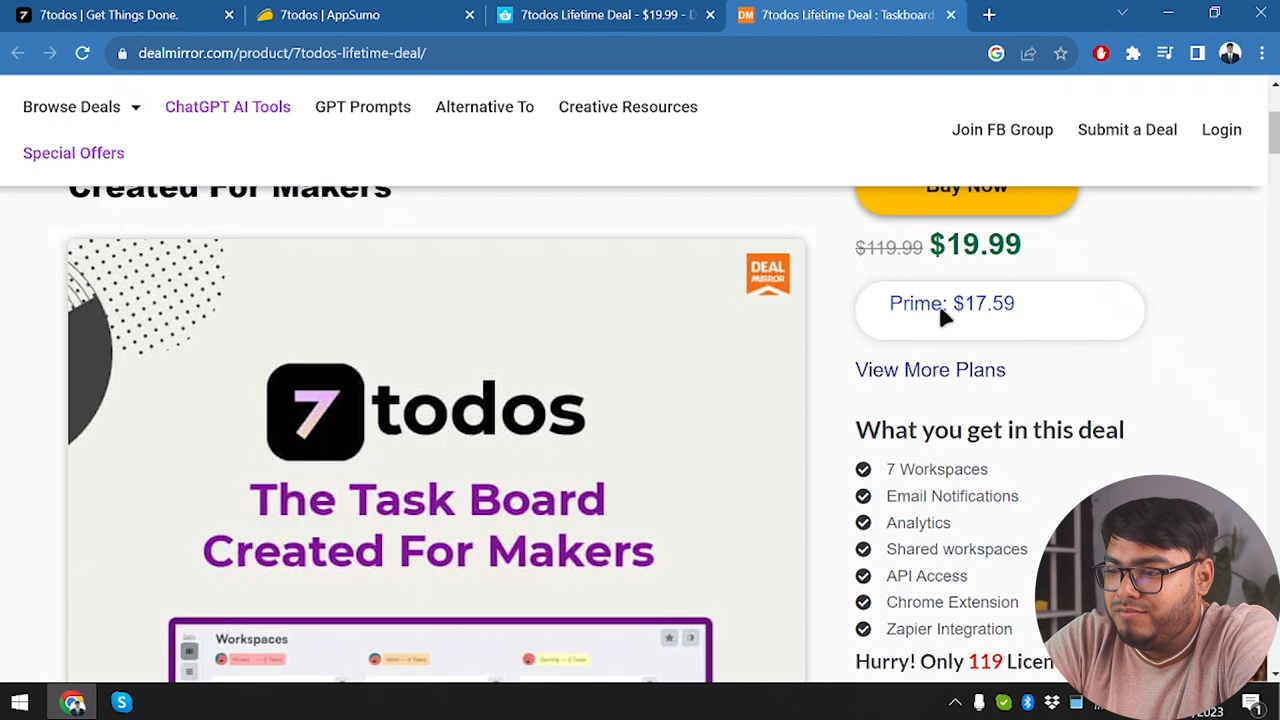 7todos | Get Things Done.
7todos | AppSumo
7todos Lifetime Deal - $19.99 - D
DM
7todos Lifetime Deal : Taskboard
dealmirror.com/product/7todos-lifetime-deal/
Browse Deals
ChatGPT AI Tools
GPT Prompts
Alternative To
Creative Resources
Special Offers
Join FB Group
Submit a Deal
Login
Created For Makers
Buy Now
$119.99 $19.99
Prime: $17.59
View More Plans
DEAL
MIRROR
7 todos
The Task Board
Created For Makers
Workspaces
What you get in this deal
7 Workspaces
Email Notifications
Analytics
Shared workspaces
API Access
Chrome Extension
Zapier Integration
Hurry! Only 119 Licen
2023
1